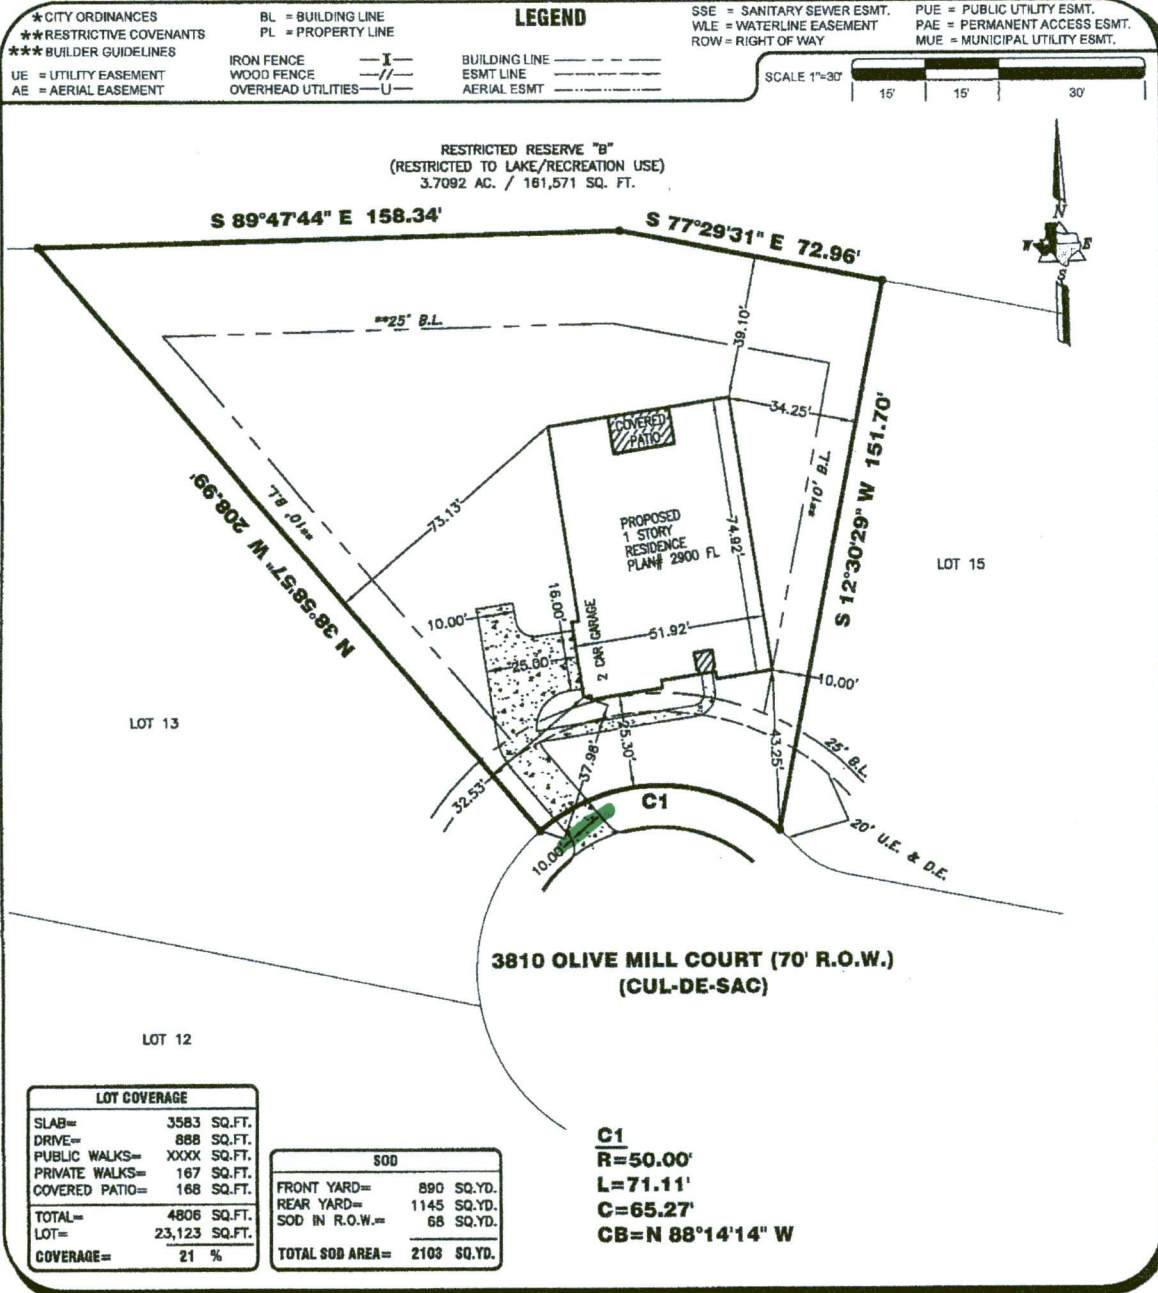 *CITY ORDINANCES
**RESTRICTIVE COVENANTS
***BUILDER GUIDELINES
UE = UTILITY EASEMENT
AE = AERIAL EASEMENT
BL = BUILDING LINE
PL = PROPERTY LINE
IRON FENCE I
WOOD FENCE //
OVERHEAD UTILITIES U
LEGEND
BUILDING LINE
ESMT LINE
AERIAL ESMT
SSE = SANITARY SEWER ESMT.
WLE = WATERLINE EASEMENT
ROW = RIGHT OF WAY
PUE = PUBLIC UTILITY ESMT.
PAE = PERMANENT ACCESS ESMT.
MUE = MUNICIPAL UTILITY ESMT.
SCALE 1"=30'
15' 15' 30'
RESTRICTED RESERVE "B"
(RESTRICTED TO LAKE/RECREATION USE)
3.7092 AC. / 161,571 SQ. FT.
N
W E
S
S 89°47'44" E 158.34'
S 77°29'31" E 72.96'
**25' B.L.
39.10'
34.25'
COVERED
PATIO
S 12°30'29" W 151.70'
**10' B.L.
N 38°58'57" W 208.99'
**10' B.L.
73.13'
PROPOSED
1 STORY
RESIDENCE
PLAN# 2900 FL
74.92'
LOT 15
10.00'
16.00'
2 CAR GARAGE
51.92'
25.00'
10.00'
LOT 13
32.53'
37.98'
25.30'
43.25'
25' B.L.
C1
10.00'
20' U.E. & D.E.
3810 OLIVE MILL COURT (70' R.O.W.)
(CUL-DE-SAC)
LOT 12
LOT COVERAGE
SLAB= 3583 SQ.FT.
DRIVE= 888 SQ.FT.
PUBLIC WALKS= XXXX SQ.FT.
PRIVATE WALKS= 167 SQ.FT.
COVERED PATIO= 168 SQ.FT.
TOTAL= 4806 SQ.FT.
LOT= 23,123 SQ.FT.
COVERAGE= 21 %
SOD
FRONT YARD= 890 SQ.YD.
REAR YARD= 1145 SQ.YD.
SOD IN R.O.W.= 68 SQ.YD.
TOTAL SOD AREA= 2103 SQ.YD.
C1
R=50.00'
L=71.11'
C=65.27'
CB=N 88°14'14" W